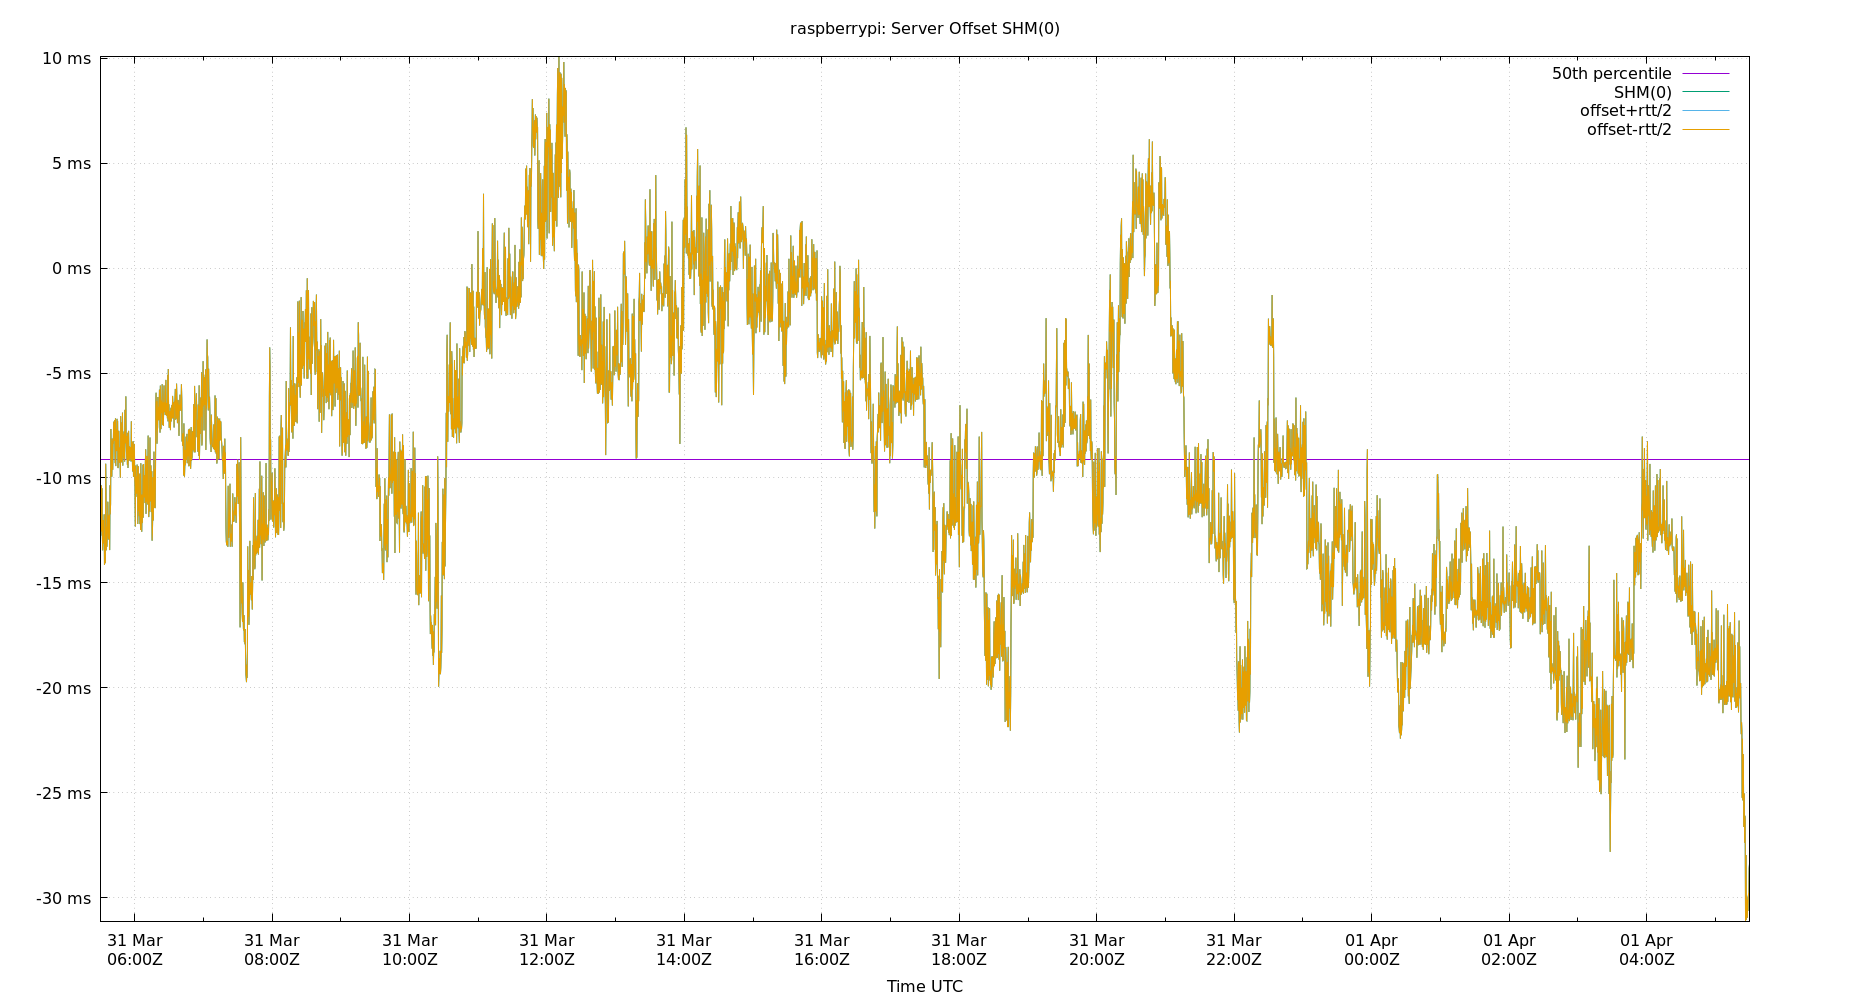 raspberrypi: Server Offset SHM(0)
10 ms
5 ms
0 ms
-5 ms
-10 ms
-15 ms
-20 ms
-25 ms
-30 ms
50th percentile
SHM(0)
offset+rtt/2
offset-rtt/2
31 Mar 31 Mar 31 Mar 31 Mar 31 Mar 31 Mar 31 Mar 31 Mar 31 Mar 01 Apr 01 Apr 01 Apr
06:00Z 08:00Z 10:00Z 12:00Z 14:00Z 16:00Z 18:00Z 20:00Z 22:00Z 00:00Z 02:00Z 04:00Z
Time UTC